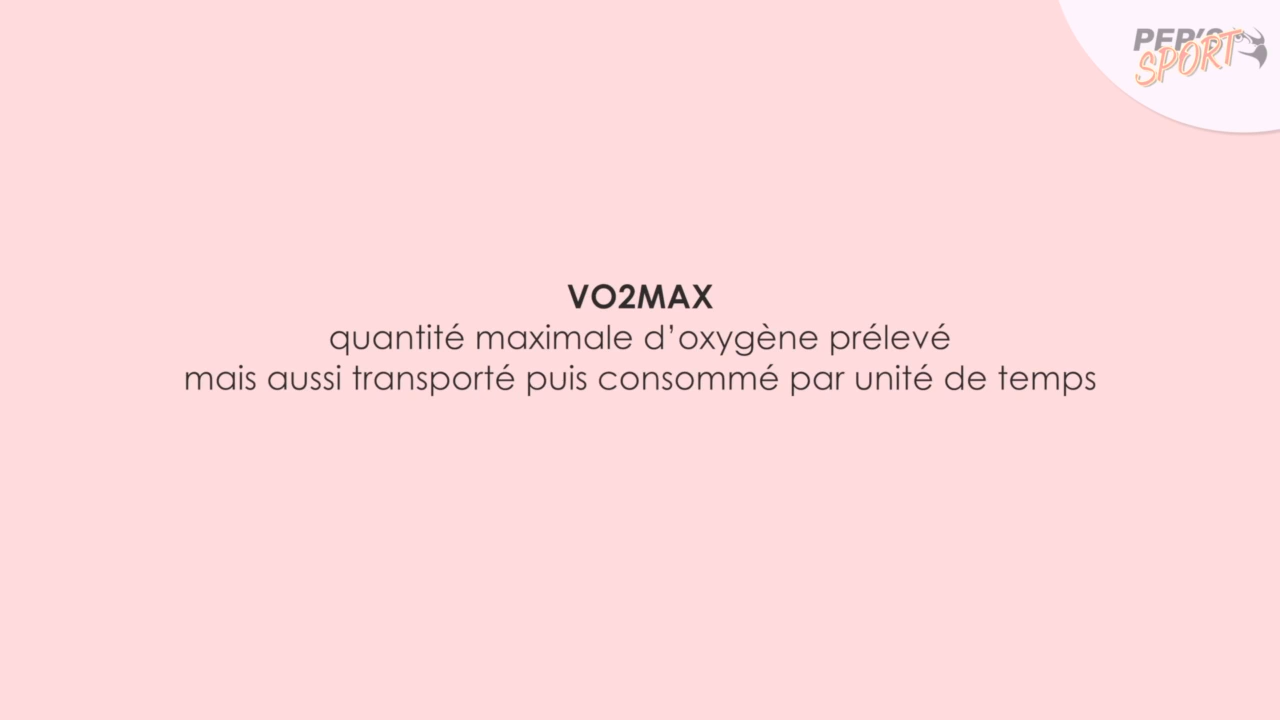 PEP'S
SPORT
VO2MAX
quantité maximale d’oxygène prélevé
mais aussi transporté puis consommé par unité de temps